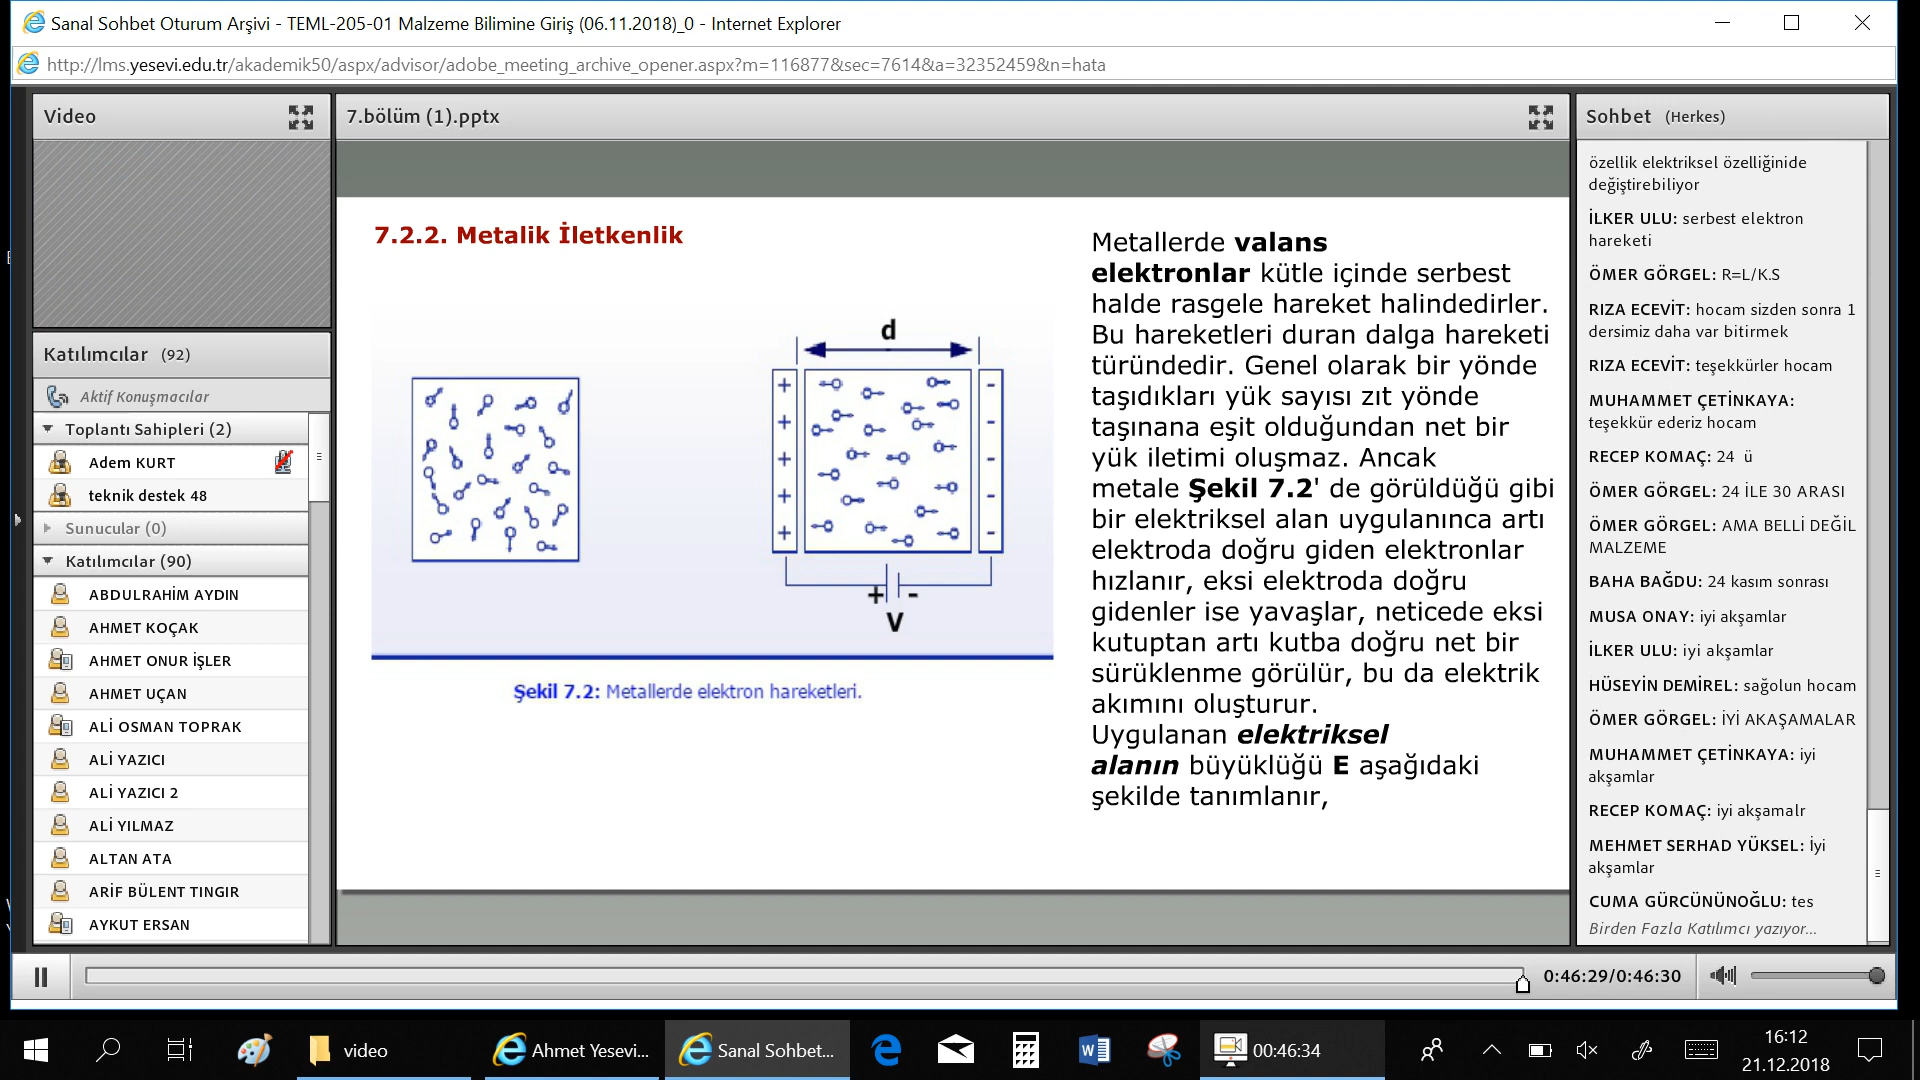 Sanal Sohbet Oturum Arşivi - TEML-205-01 Malzeme Bilimine Giriş (06.11.2018)_0 - Internet Explorer
http://lms.yesevi.edu.tr/akademik50/aspx/advisor/adobe_meeting_archive_opener.aspx?m=116877&sec=7614&a=32352459&n=hata
Video
Katılımcılar (92)
Aktif Konuşmacılar
Toplantı Sahipleri (2)
Adem KURT
teknik destek 48
Sunucular (0)
Katılımcılar (90)
ABDULRAHİM AYDIN
AHMET KOÇAK
AHMET ONUR İŞLER
AHMET UÇAN
ALİ OSMAN TOPRAK
ALİ YAZICI
ALİ YAZICI 2
ALİ YILMAZ
ALTAN ATA
ARİF BÜLENT TINGIR
AYKUT ERSAN
7.bölüm (1).pptx
7.2.2. Metalik İletkenlik
d
+ -
+ -
+ -
+ -
+ -
+ -
V
Şekil 7.2: Metallerde elektron hareketleri.
Metallerde valans
elektronlar kütle içinde serbest
halde rasgele hareket halindedirler.
Bu hareketleri duran dalga hareketi
türündedir. Genel olarak bir yönde
taşıdıkları yük sayısı zıt yönde
taşınana eşit olduğundan net bir
yük iletimi oluşmaz. Ancak
metale Şekil 7.2' de görüldüğü gibi
bir elektriksel alan uygulanınca artı
elektroda doğru giden elektronlar
hızlanır, eksi elektroda doğru
gidenler ise yavaşlar, neticede eksi
kutuptan artı kutba doğru net bir
sürüklenme görülür, bu da elektrik
akımını oluşturur.
Uygulanan elektriksel
alanın büyüklüğü E aşağıdaki
şekilde tanımlanır,
Sohbet (Herkes)
özellik elektriksel özelliğinide
değiştirebiliyor
İLKER ULU: serbest elektron
hareketi
ÖMER GÖRGEL: R=L/K.S
RIZA ECEVİT: hocam sizden sonra 1
dersimiz daha var bitirmek
RIZA ECEVİT: teşekkürler hocam
MUHAMMET ÇETİNKAYA:
teşekkür ederiz hocam
RECEP KOMAÇ: 24 ü
ÖMER GÖRGEL: 24 İLE 30 ARASI
ÖMER GÖRGEL: AMA BELLİ DEĞİL
MALZEME
BAHA BAĞDU: 24 kasım sonrası
MUSA ONAY: iyi akşamlar
İLKER ULU: iyi akşamlar
HÜSEYİN DEMİREL: sağolun hocam
ÖMER GÖRGEL: İYİ AKAŞAMALAR
MUHAMMET ÇETİNKAYA: iyi
akşamlar
RECEP KOMAÇ: iyi akşamalr
MEHMET SERHAD YÜKSEL: İyi
akşamlar
CUMA GÜRCÜNÜNOĞLU: tes
Birden Fazla Katılımcı yazıyor...
0:46:29/0:46:30
video
Ahmet Yesevi...
Sanal Sohbet...
00:46:34
16:12
21.12.2018